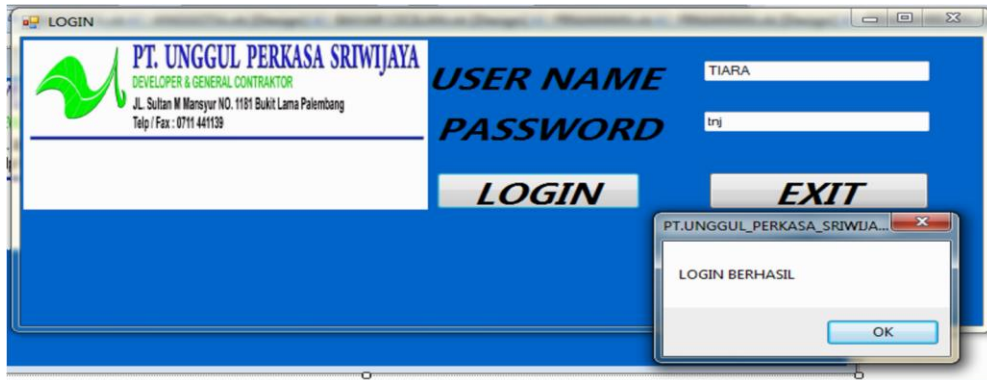 LOGIN
PT. UNGGUL PERKASA SRIWIJAYA
DEVELOPER & GENERAL CONTRAKTOR
JL. Sultan M Mansyur NO. 1181 Bukit Lama Palembang
Telp / Fax : 0711 441139
USER NAME
TIARA
PASSWORD
tnj
LOGIN
EXIT
PT.UNGGUL_PERKASA_SRIWIJA...
LOGIN BERHASIL
OK